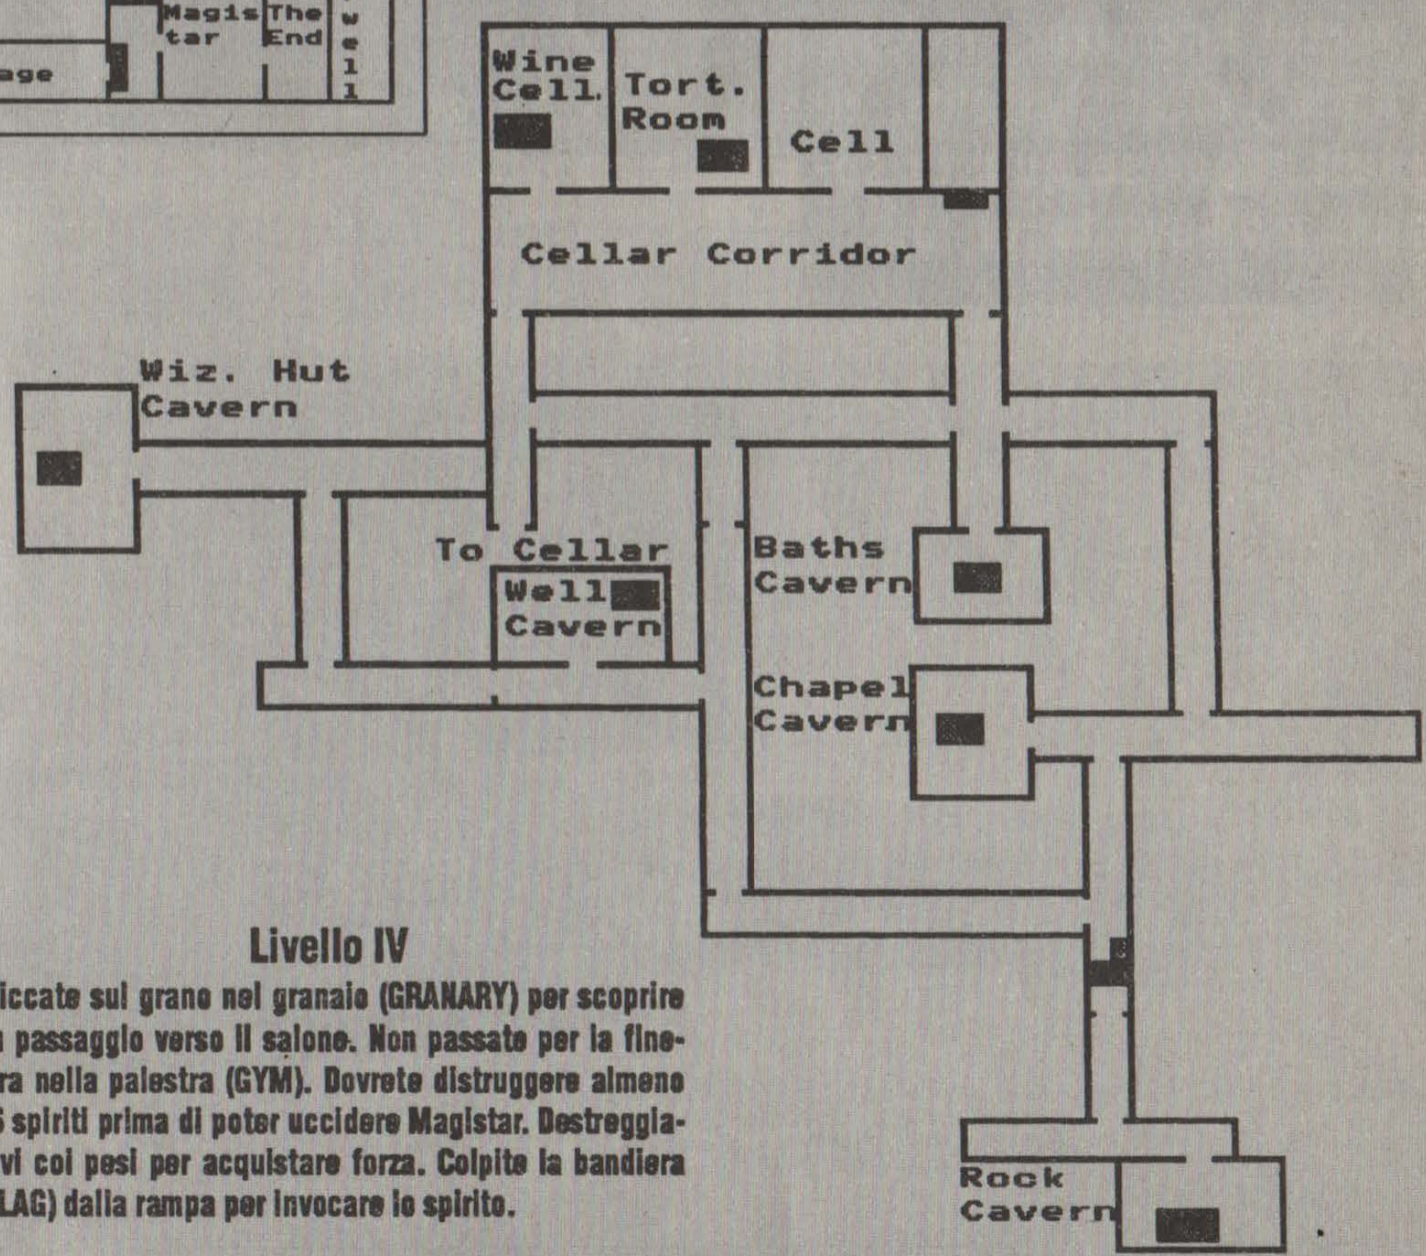 Magis
tar
The
End
w
e
l
l
age
Wine
Cell.
Tort.
Room
Cell
Cellar Corridor
Wiz. Hut
Cavern
To Cellar
Well
Cavern
Baths
Cavern
Chapel
Cavern
Livello IV
iccate sul grano nel granaio (GRANARY) per scoprire
passaggio verso il salone. Non passate per la fine-
ra nella palestra (GYM). Dovrete distruggere almeno
spiriti prima di poter uccidere Magistar. Destreggia-
vi coi pesi per acquistare forza. Colpite la bandiera
LAG) dalla rampa per invocare lo spirito.
Rock
Cavern